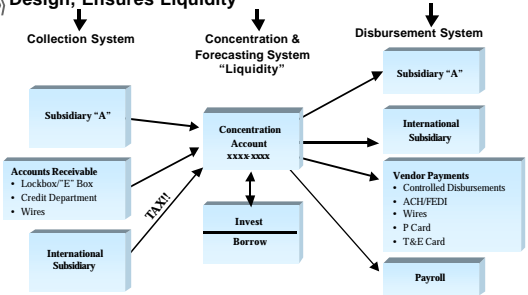 Design, Ensures Liquidity
Collection System
Concentration &
Forecasting System
“Liquidity”
Disbursement System
Subsidiary “A”
Accounts Receivable
• Lockbox/”E” Box
• Credit Department
• Wires
International
Subsidiary
TAX!!
Concentration
Account
xxxx-xxxx
Invest
Borrow
Subsidiary “A”
International
Subsidiary
Vendor Payments
• Controlled Disbursements
• ACH/FEDI
• Wires
• P Card
• T&E Card
Payroll